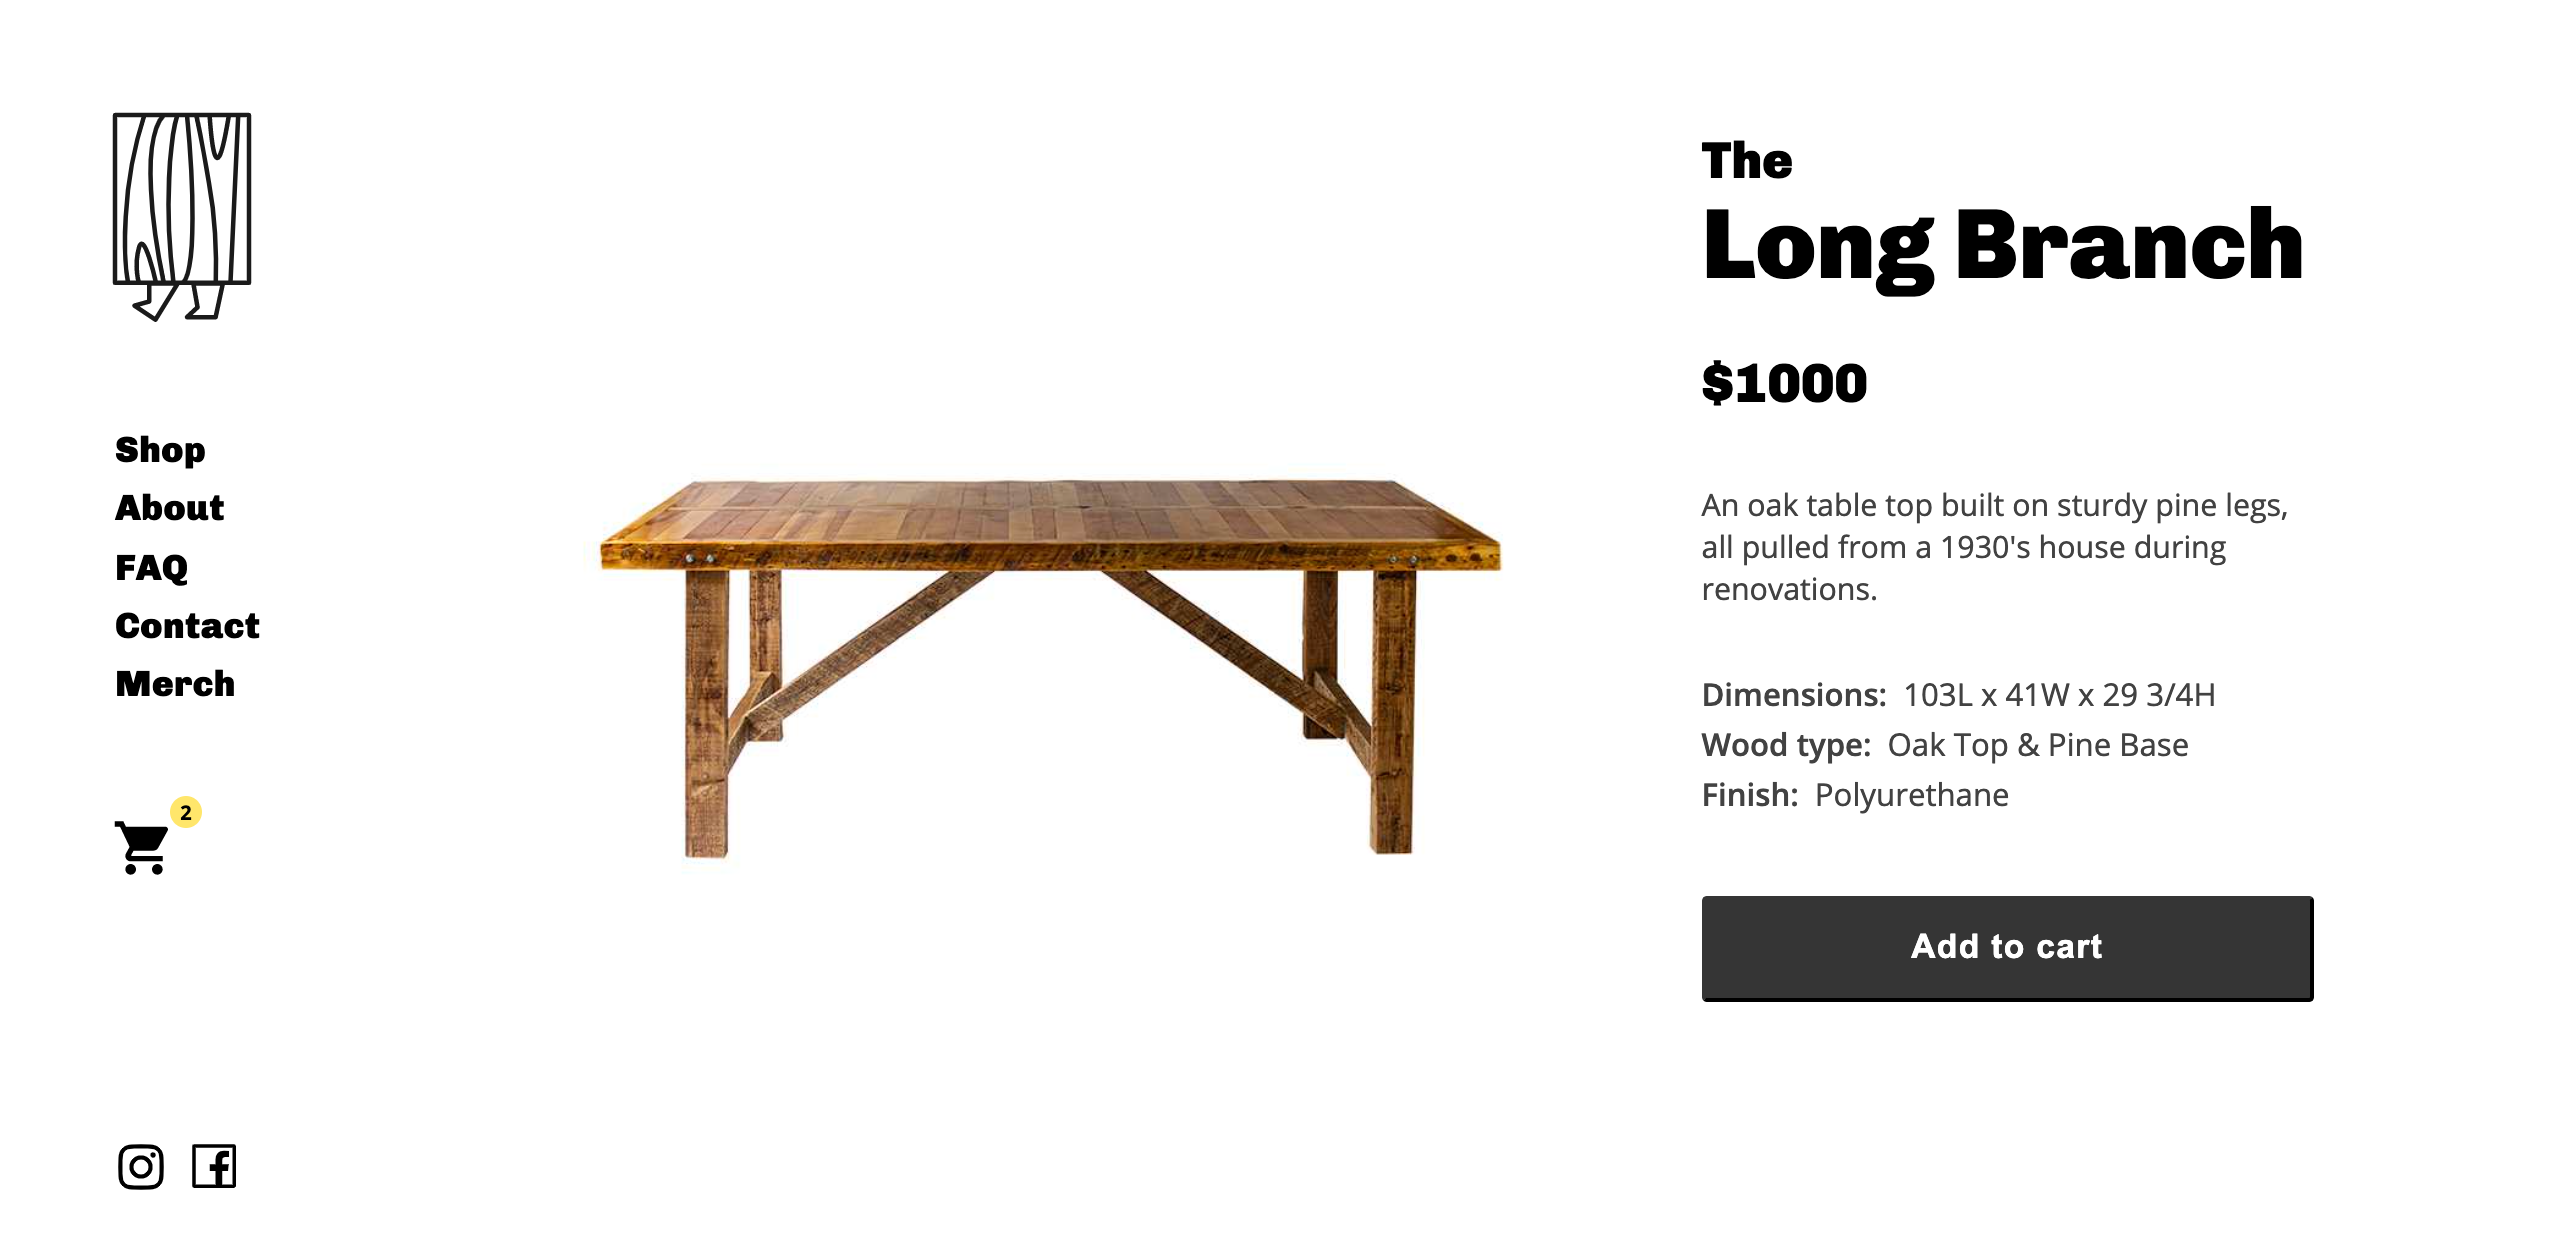 Shop
About
FAQ
Contact
Merch
2
The
Long Branch
$1000
An oak table top built on sturdy pine legs,
all pulled from a 1930's house during
renovations.
Dimensions: 103L x 41W x 29 3/4H
Wood type: Oak Top & Pine Base
Finish: Polyurethane
Add to cart